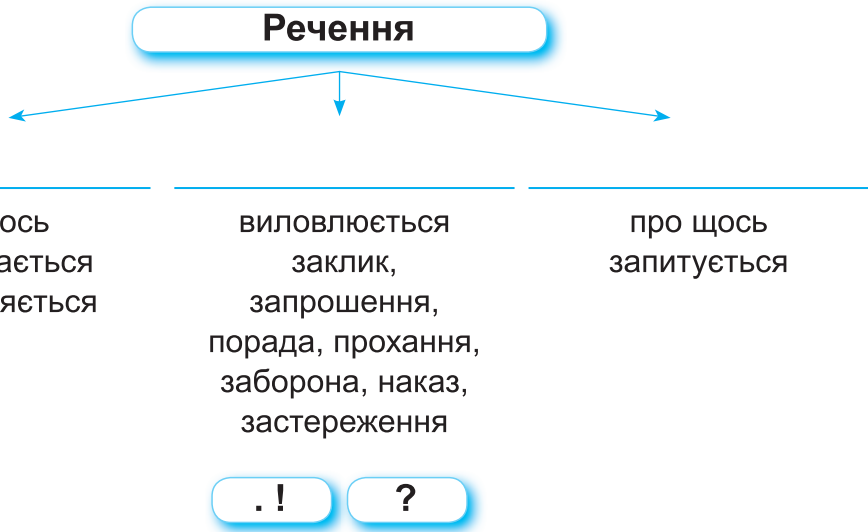 Речення
ось
ається
яється
виловлюється
заклик,
запрошення,
порада, прохання,
заборона, наказ,
застереження
про щось
запитується
. !
?